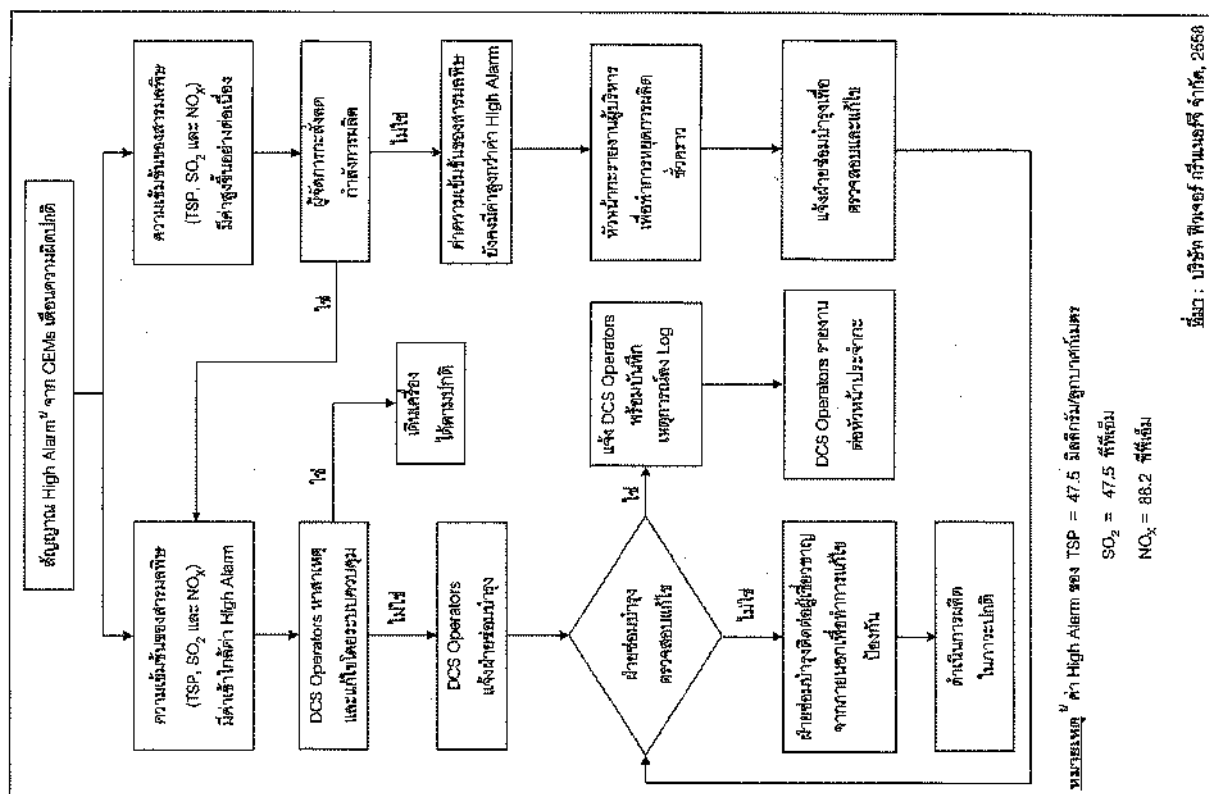 สัญญาณ High Alarm 1/ จาก CEMs เตือนความผิดปกติ
ความเข้มข้นของสารมลพิษ
(TSP, SO2 และ NOX)
มีค่าเข้าใกล้ค่า High Alarm
ความเข้มข้นของสารมลพิษ
(TSP, SO2 และ NOX)
มีค่าสูงขึ้นอย่างต่อเนื่อง
DCS Operators หาสาเหตุ
และแก้ไขโดยระบบควบคุม
ใช่
เดินเครื่อง
ได้ตามปกติ
ใช่
ผู้จัดการกะสั่งลด
กำลังการผลิต
ไม่ใช่
ไม่ใช่
DCS Operators
แจ้งฝ่ายซ่อมบำรุง
ค่าความเข้มข้นของสารมลพิษ
ยังคงมีค่าสูงกว่าค่า High Alarm
ฝ่ายซ่อมบำรุง
ตรวจสอบแก้ไข
ใช่
แจ้ง DCS Operators
พร้อมบันทึก
เหตุการณ์ลง Log
หัวหน้ากะรายงานผู้บริหาร
เพื่อทำการหยุดการผลิต
ชั่วคราว
ไม่ใช่
ฝ่ายซ่อมบำรุงติดต่อผู้เชี่ยวชาญ
จากภายนอกเพื่อทำการแก้ไข
ป้องกัน
DCS Operators รายงาน
ต่อหัวหน้าประจำกะ
แจ้งฝ่ายซ่อมบำรุงเพื่อ
ตรวจสอบและแก้ไข
ดำเนินการผลิต
ในภาวะปกติ
หมายเหตุ 1/ ค่า High Alarm ของ TSP = 47.5 มิลลิกรัม/ลูกบาศก์เมตร
SO2 = 47.5 พีพีเอ็ม
NOX = 88.2 พีพีเอ็ม
ที่มา : บริษัท ฟิวเจอร์ กรีนเนอร์จี จำกัด, 2558